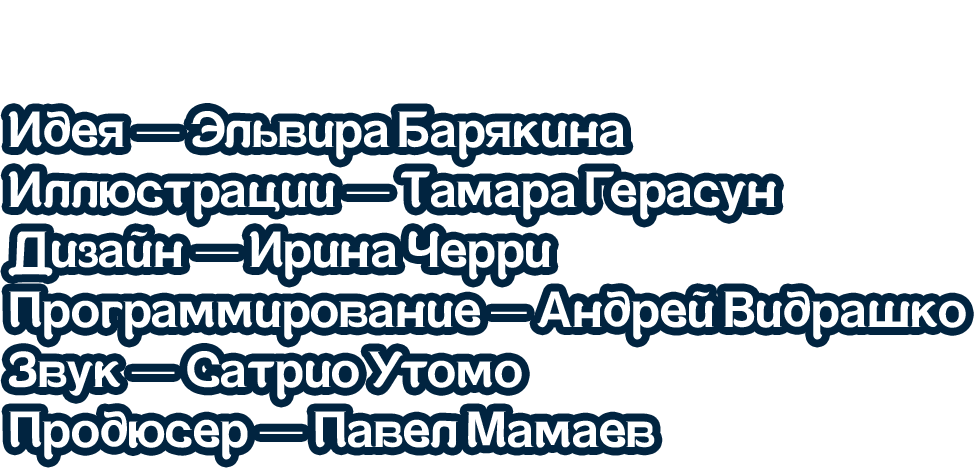 Идея — Эльвира Барякина
Иллюстрации — Тамара Герасун
Дизайн — Ирина Черри
Программирование — Андрей Видрашко
Звук — Сатрио Утомо
Продюсер — Павел Мамаев